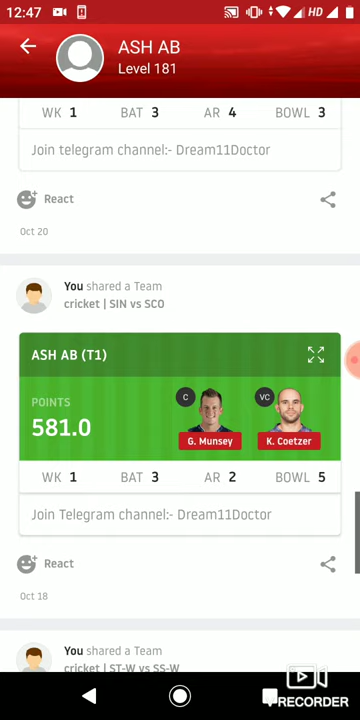 12:47
HD
ASH AB
Level 181
WK 1 BAT 3 AR 4 BOWL 3
Join telegram channel:- Dream11Doctor
React
Oct 20
You shared a Team
cricket | SIN vs SCO
ASH AB (T1)
POINTS
581.0
C
VC
G. Munsey
K. Coetzer
WK 1 BAT 3 AR 2 BOWL 5
Join Telegram channel:- Dream11Doctor
React
Oct 18
You shared a Team
cricket | ST-W vs SS-W
RECORDER